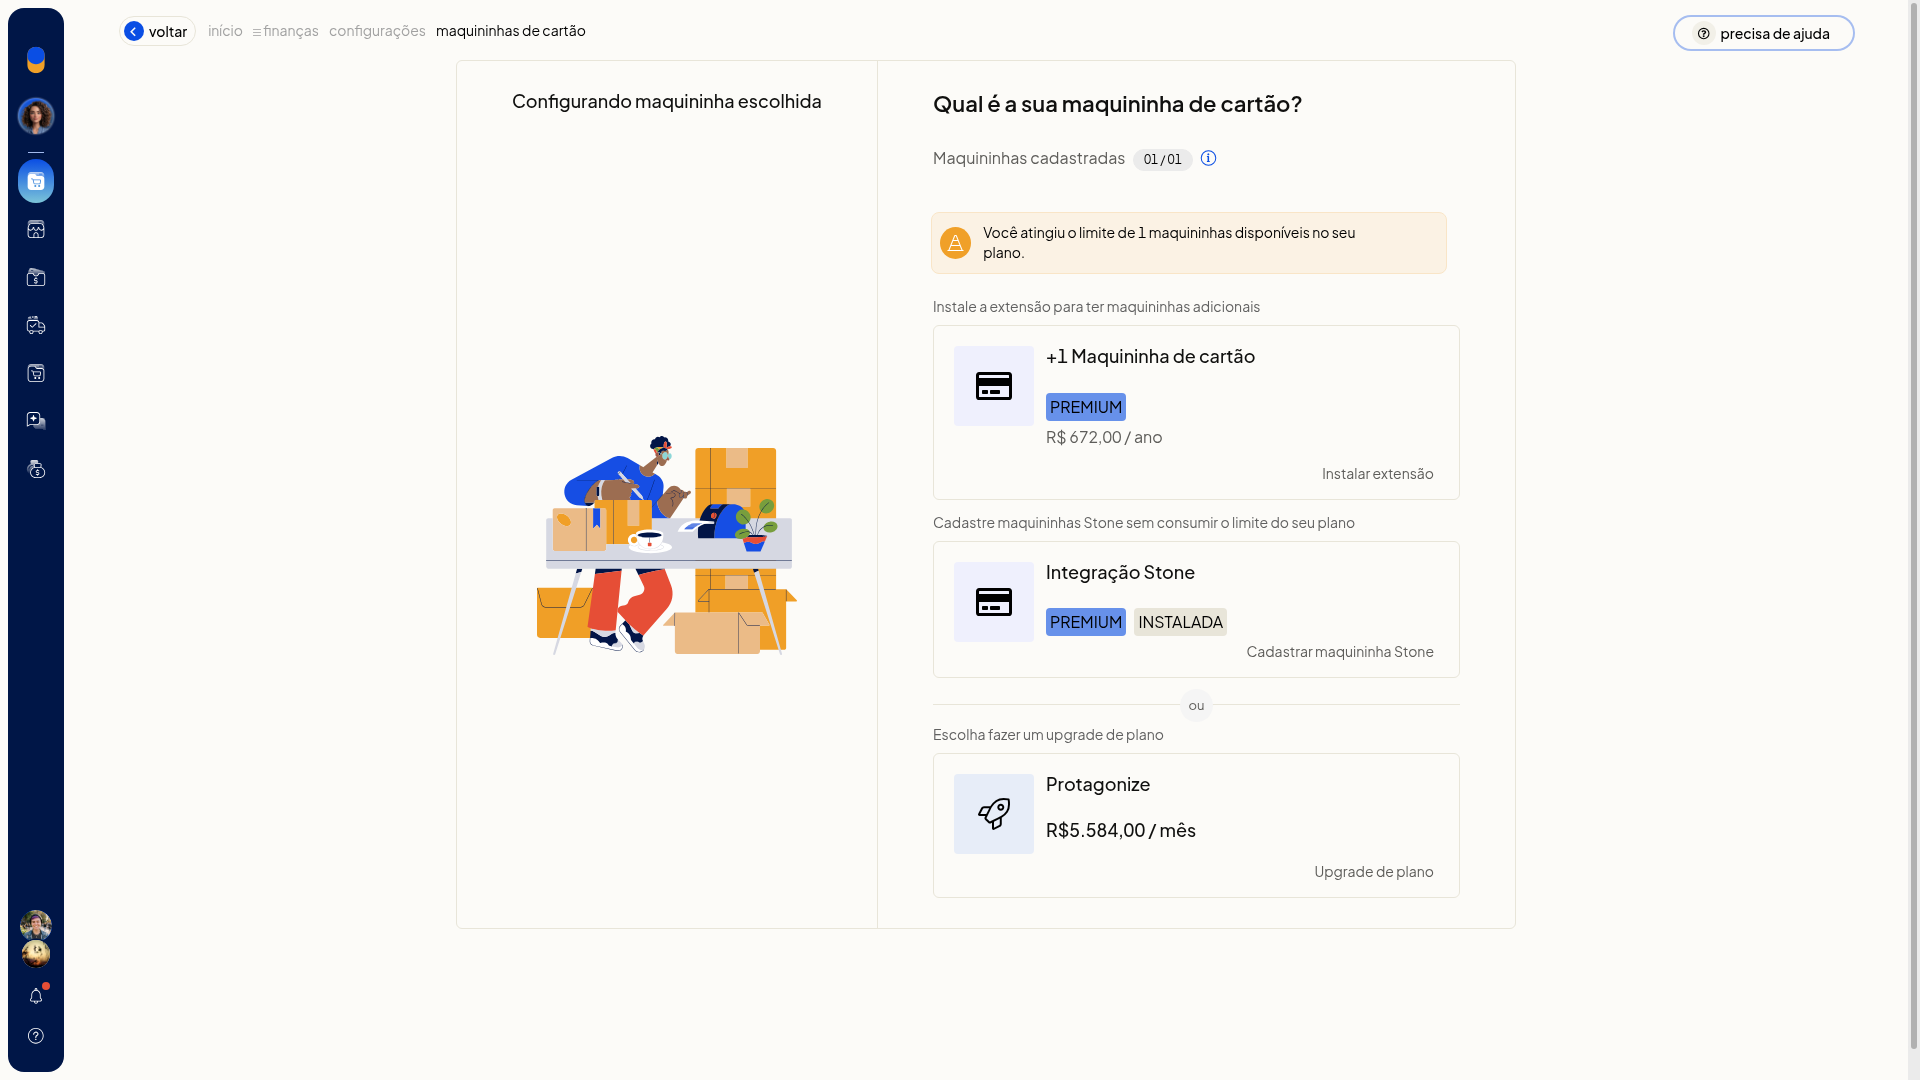 voltar início finanças configurações maquininhas de cartão
precisa de ajuda
Configurando maquininha escolhida
Qual é a sua maquininha de cartão?
Maquininhas cadastradas 01 / 01
Você atingiu o limite de 1 maquininhas disponíveis no seu
plano.
Instale a extensão para ter maquininhas adicionais
+1 Maquininha de cartão
PREMIUM
R$ 672,00 / ano
Instalar extensão
Cadastre maquininhas Stone sem consumir o limite do seu plano
Integração Stone
PREMIUM INSTALADA
Cadastrar maquininha Stone
ou
Escolha fazer um upgrade de plano
Protagonize
R$5.584,00 / mês
Upgrade de plano